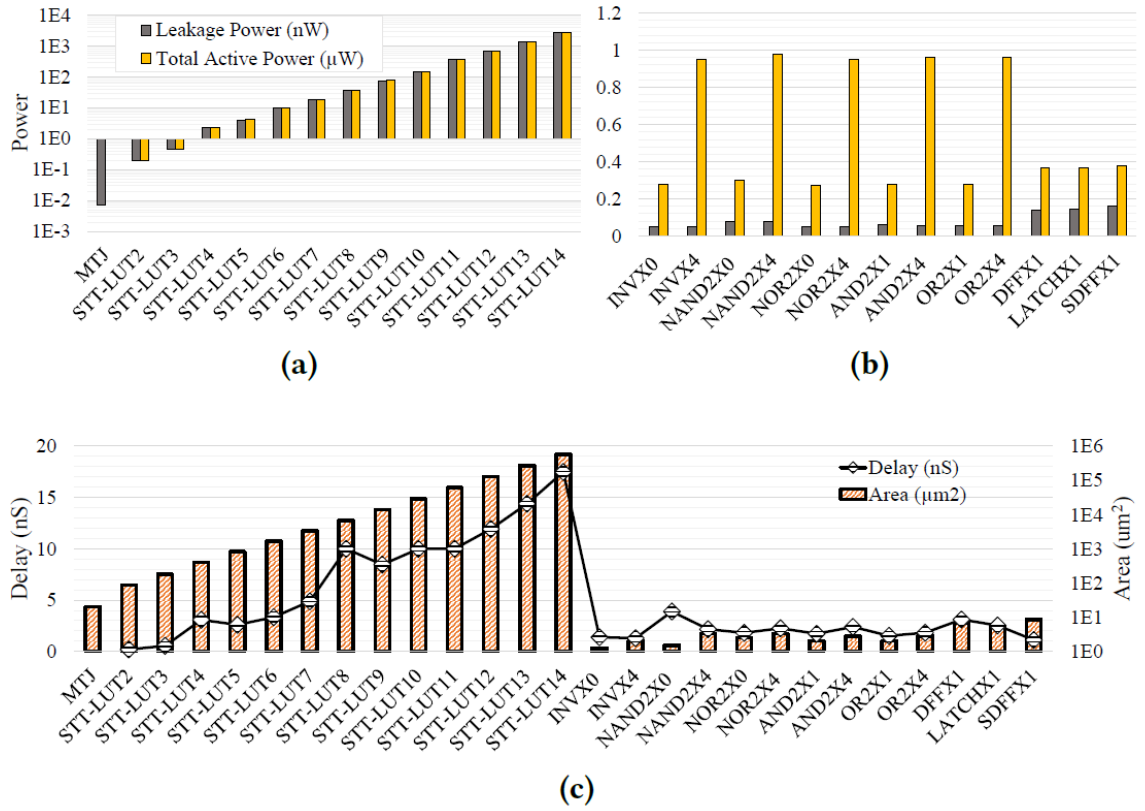 1E4
1E3
1E2
1E1
1E0
1E-1
1E-2
1E-3
Power
Leakage Power (nW)
Total Active Power (µW)
MTJ
STT-LUT2
STT-LUT3
STT-LUT4
STT-LUT5
STT-LUT6
STT-LUT7
STT-LUT8
STT-LUT9
STT-LUT10
STT-LUT11
STT-LUT12
STT-LUT13
STT-LUT14
(a)
1.2
1
0.8
0.6
0.4
0.2
0
INVX0
INVX4
NAND2X0
NAND2X4
NOR2X0
NOR2X4
AND2X1
AND2X4
OR2X1
OR2X4
DFFX1
LATCHX1
SDFFX1
(b)
20
15
10
5
0
Delay (nS)
Delay (nS)
Area (µm2)
1E6
1E5
1E4
1E3
1E2
1E1
1E0
Area (um²)
MTJ
STT-LUT2
STT-LUT3
STT-LUT4
STT-LUT5
STT-LUT6
STT-LUT7
STT-LUT8
STT-LUT9
STT-LUT10
STT-LUT11
STT-LUT12
STT-LUT13
STT-LUT14
INVX0
INVX4
NAND2X0
NAND2X4
NOR2X0
NOR2X4
AND2X1
AND2X4
OR2X1
OR2X4
DFFX1
LATCHX1
SDFFX1
(c)